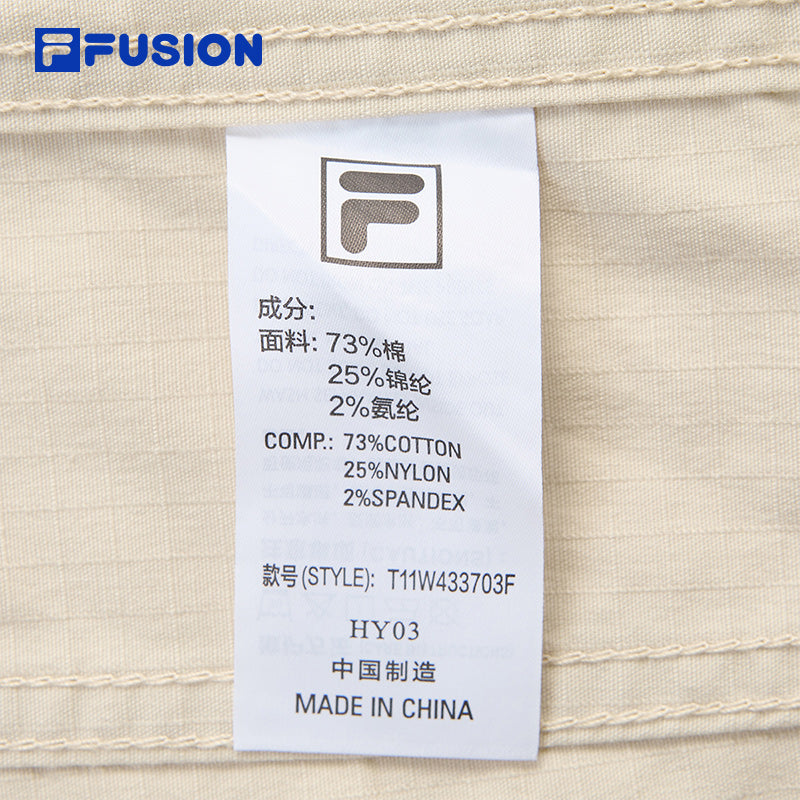 FUSION
成分:
面料: 73%棉
25%锦纶
2%氨纶
COMP.: 73%COTTON
25%NYLON
2%SPANDEX
款号(STYLE): T11W433703F
HY03
中国制造
MADE IN CHINA